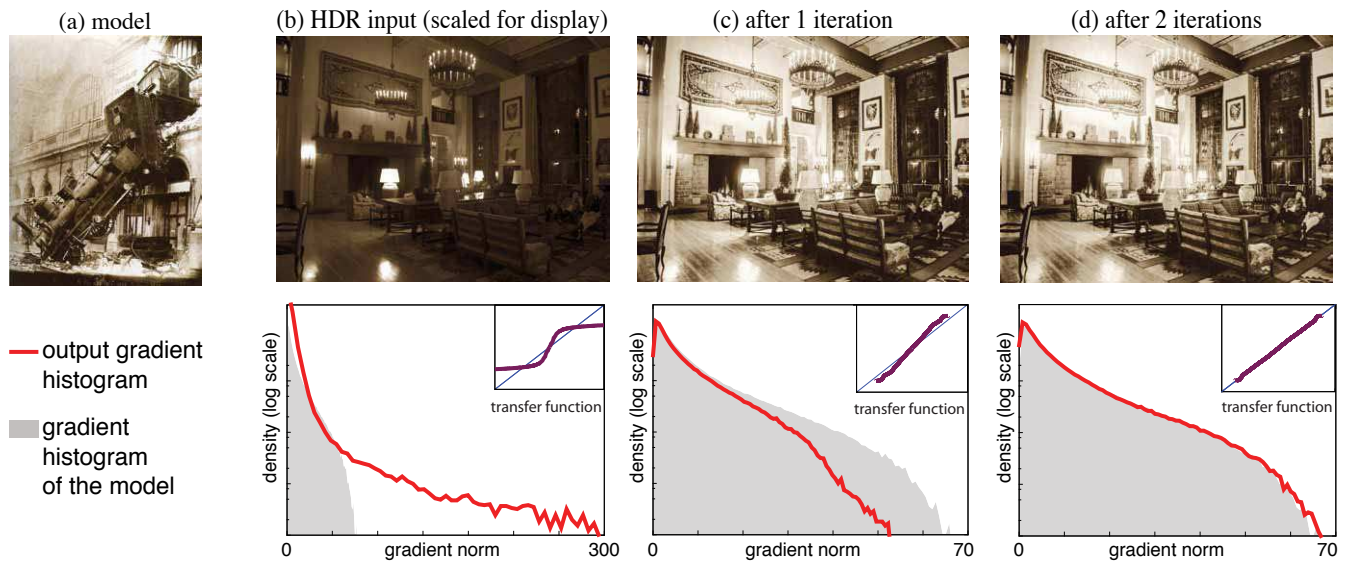 (a) model
(b) HDR input (scaled for display)
(c) after 1 iteration
(d) after 2 iterations
output gradient
histogram
gradient
histogram
of the model
density (log scale)
transfer function
0
gradient norm
300
density (log scale)
transfer function
0
gradient norm
70
density (log scale)
transfer function
0
gradient norm
70